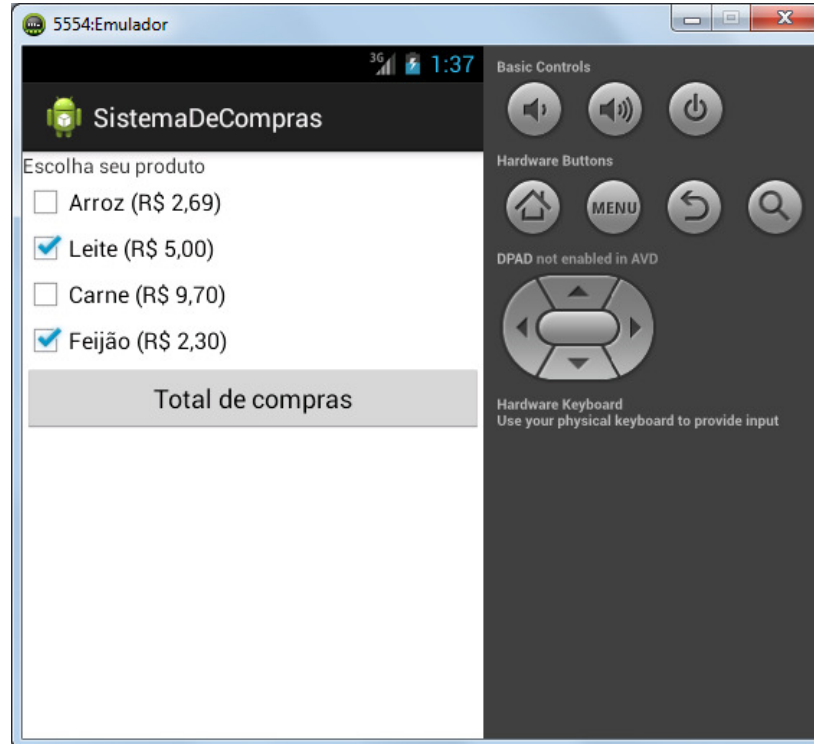 5554:Emulador
3G 1:37
SistemaDeCompras
Escolha seu produto
Arroz (R$ 2,69)
Leite (R$ 5,00)
Carne (R$ 9,70)
Feijão (R$ 2,30)
Total de compras
Basic Controls
Hardware Buttons
MENU
DPAD not enabled in AVD
Hardware Keyboard
Use your physical keyboard to provide input